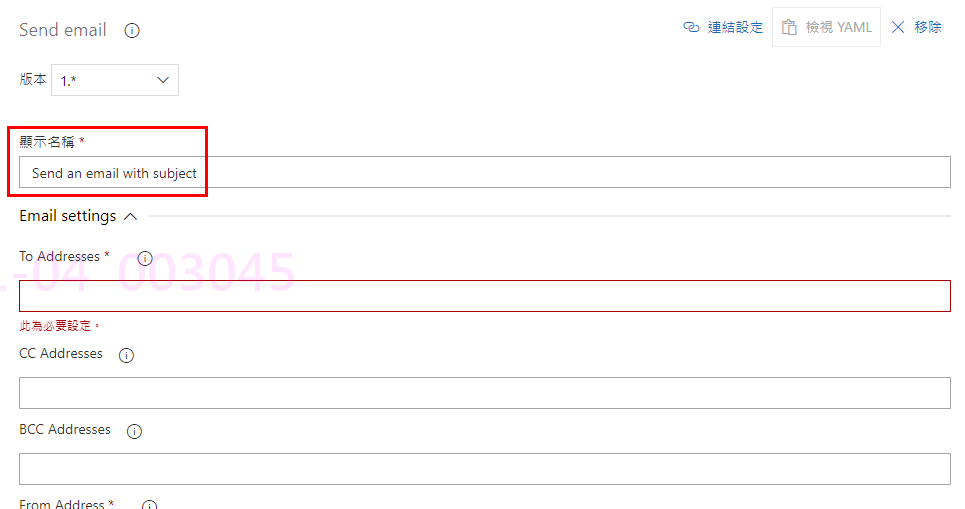 Send email
連結設定
檢視 YAML
移除
版本 1.*
顯示名稱 *
Send an email with subject
Email settings
To Addresses *
-04 003045
此為必要設定。
CC Addresses
BCC Addresses
From Address *